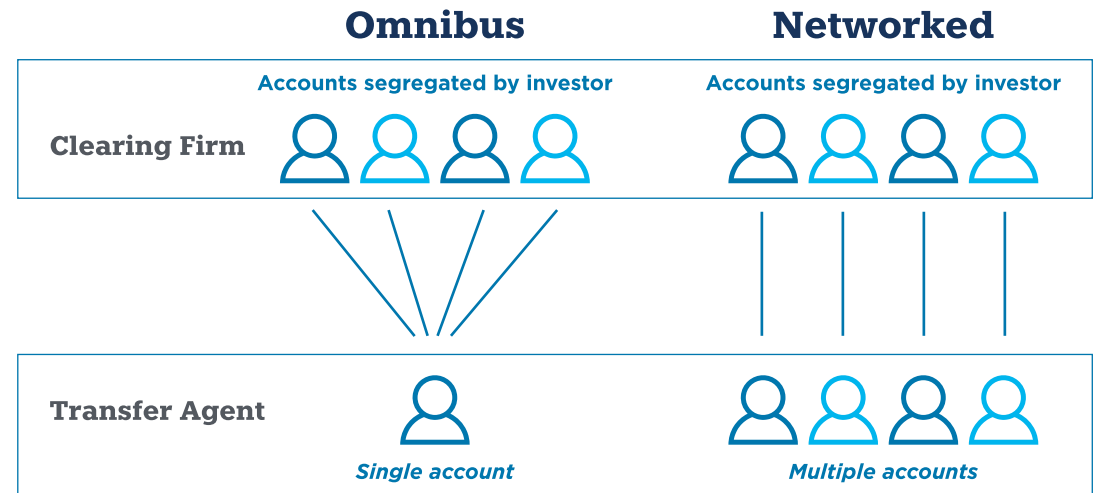 Omnibus
Networked
Accounts segregated by investor
Accounts segregated by investor
Clearing Firm
Transfer Agent
Single account
Multiple accounts